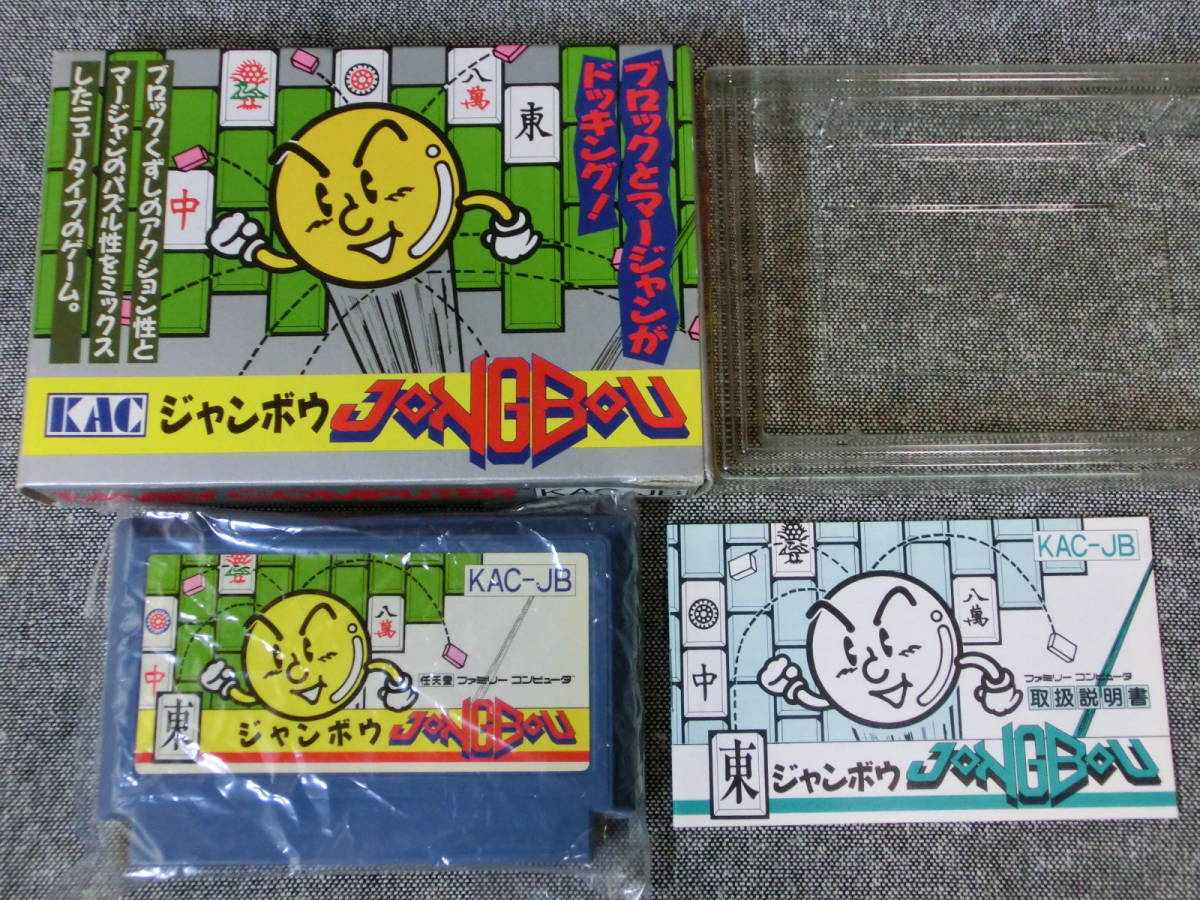 ブロックとマージャンが
ドッキング!
ブロックくずしのアクション性と
マージャンのパズル性をミックス
したニュータイプのゲーム。
八萬
東
中
KAC ジャンボウ JONGBOU
COMPUTER
KAC-JB
八萬
中
任天堂 ファミリー コンピュータ™
東
ジャンボウ JONGBOU
KAC-JB
八萬
中
ファミリー コンピュータ
取扱説明書
東
ジャンボウ JONGBOU